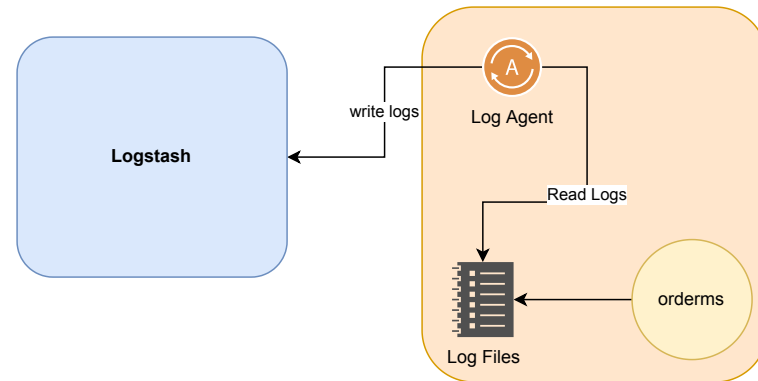 A
write logs
Log Agent
Logstash
Read Logs
orderms
Log Files